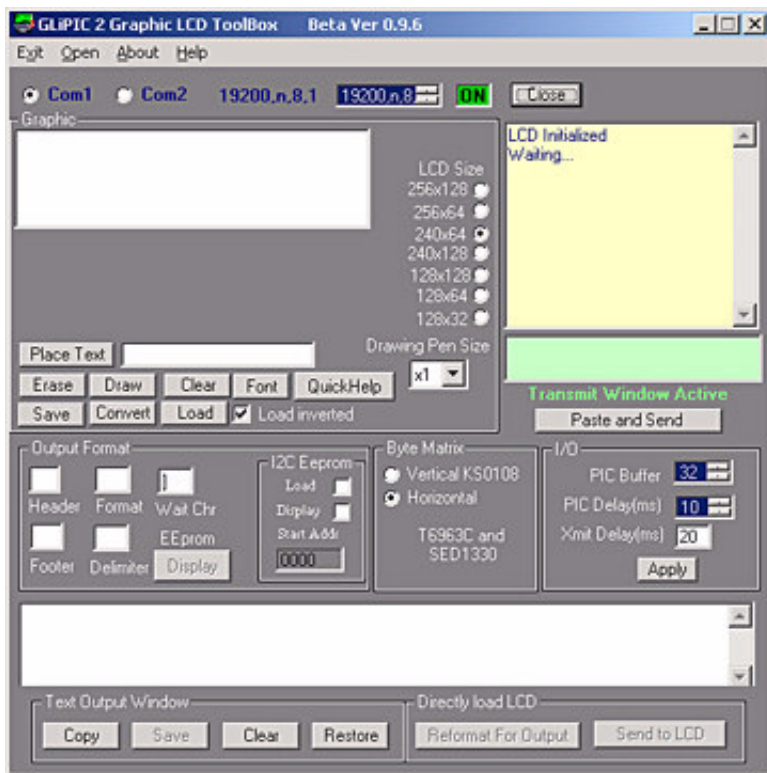 GLiPIC 2 Graphic LCD ToolBox Beta Ver 0.9.6
Exit Open About Help
Com1 Com2 19200,n,8,1 19200,n,8 ON Close
Graphic
LCD Size
256x128
256x64
240x64
240x128
128x128
128x64
128x32
LCD Initialized
Waiting...
Place Text
Drawing Pen Size
x1
Erase Draw Clear Font QuickHelp
Save Convert Load Load inverted
Transmit Window Active
Paste and Send
Output Format
Header Format Wait Chr
]
EEprom
Footer Delimiter Display
I2C Eeprom
Load
Display
Start Addr
0000
Byte Matrix
Vertical KS0108
Horizontal
T6963C and
SED1330
I/O
PIC Buffer 32
PIC Delay(ms) 10
Xmit Delay(ms) 20
Apply
Text Output Window
Copy Save Clear Restore
Directly load LCD
Reformat For Output Send to LCD